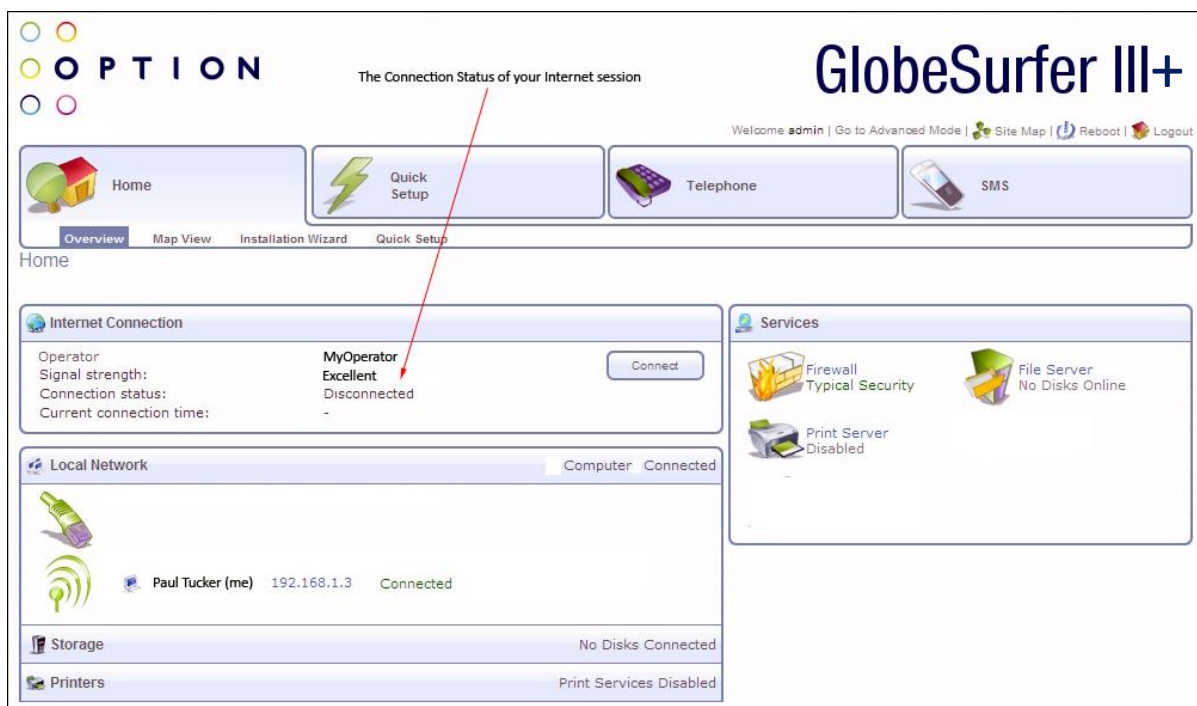 OPTION
The Connection Status of your Internet session
GlobeSurfer III+
Welcome admin | Go to Advanced Mode | Site Map | Reboot | Logout
Home
Quick
Setup
Telephone
SMS
Overview Map View Installation Wizard Quick Setup
Home
Internet Connection
Operator MyOperator
Signal strength: Excellent
Connection status: Disconnected
Current connection time: -
Connect
Local Network Computer Connected
Paul Tucker (me) 192.168.1.3 Connected
Storage No Disks Connected
Printers Print Services Disabled
Services
Firewall
Typical Security
File Server
No Disks Online
Print Server
Disabled